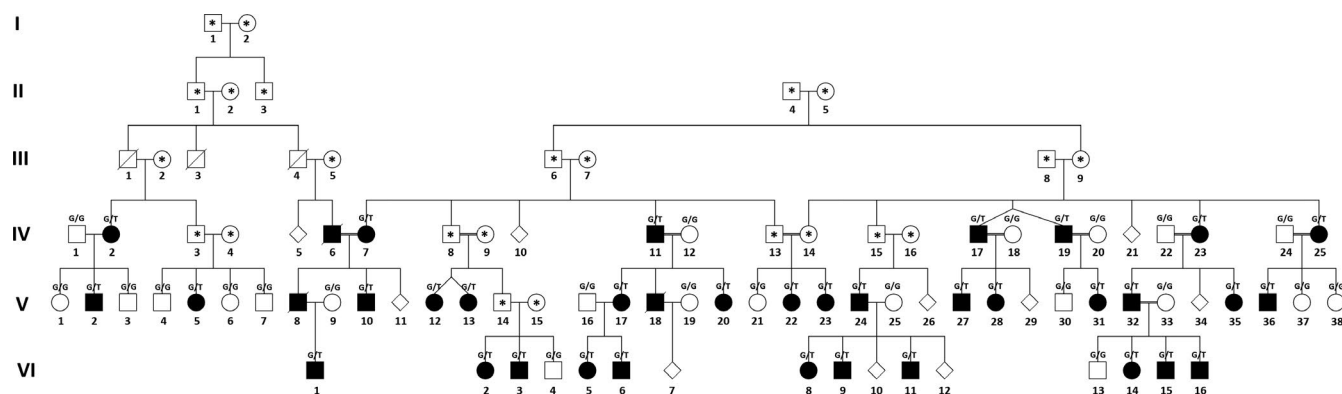 I * *
1 2
II * * * * *
1 2 3 4 5
III * * * * * *
1 2 3 4 5 6 7 8 9
G/G G/T G/T G/T G/T G/G G/T G/G G/T G/G G/G G/T G/G G/T
IV * * * * * * * *
1 2 3 4 5 6 7 8 9 10 11 12 13 14 15 16 17 18 19 20 21 22 23 24 25
G/G G/T G/G G/G G/T G/G G/G G/T G/G G/T G/T G/T G/G G/T G/T G/G G/T G/G G/T G/T G/T G/G G/T G/T G/G G/T G/T G/G G/T G/T G/G G/G
V * *
1 2 3 4 5 6 7 8 9 10 11 12 13 14 15 16 17 18 19 20 21 22 23 24 25 26 27 28 29 30 31 32 33 34 35 36 37 38
G/T G/T G/T G/G G/T G/T G/T G/T G/T G/G G/T G/T G/T
VI
1 2 3 4 5 6 7 8 9 10 11 12 13 14 15 16